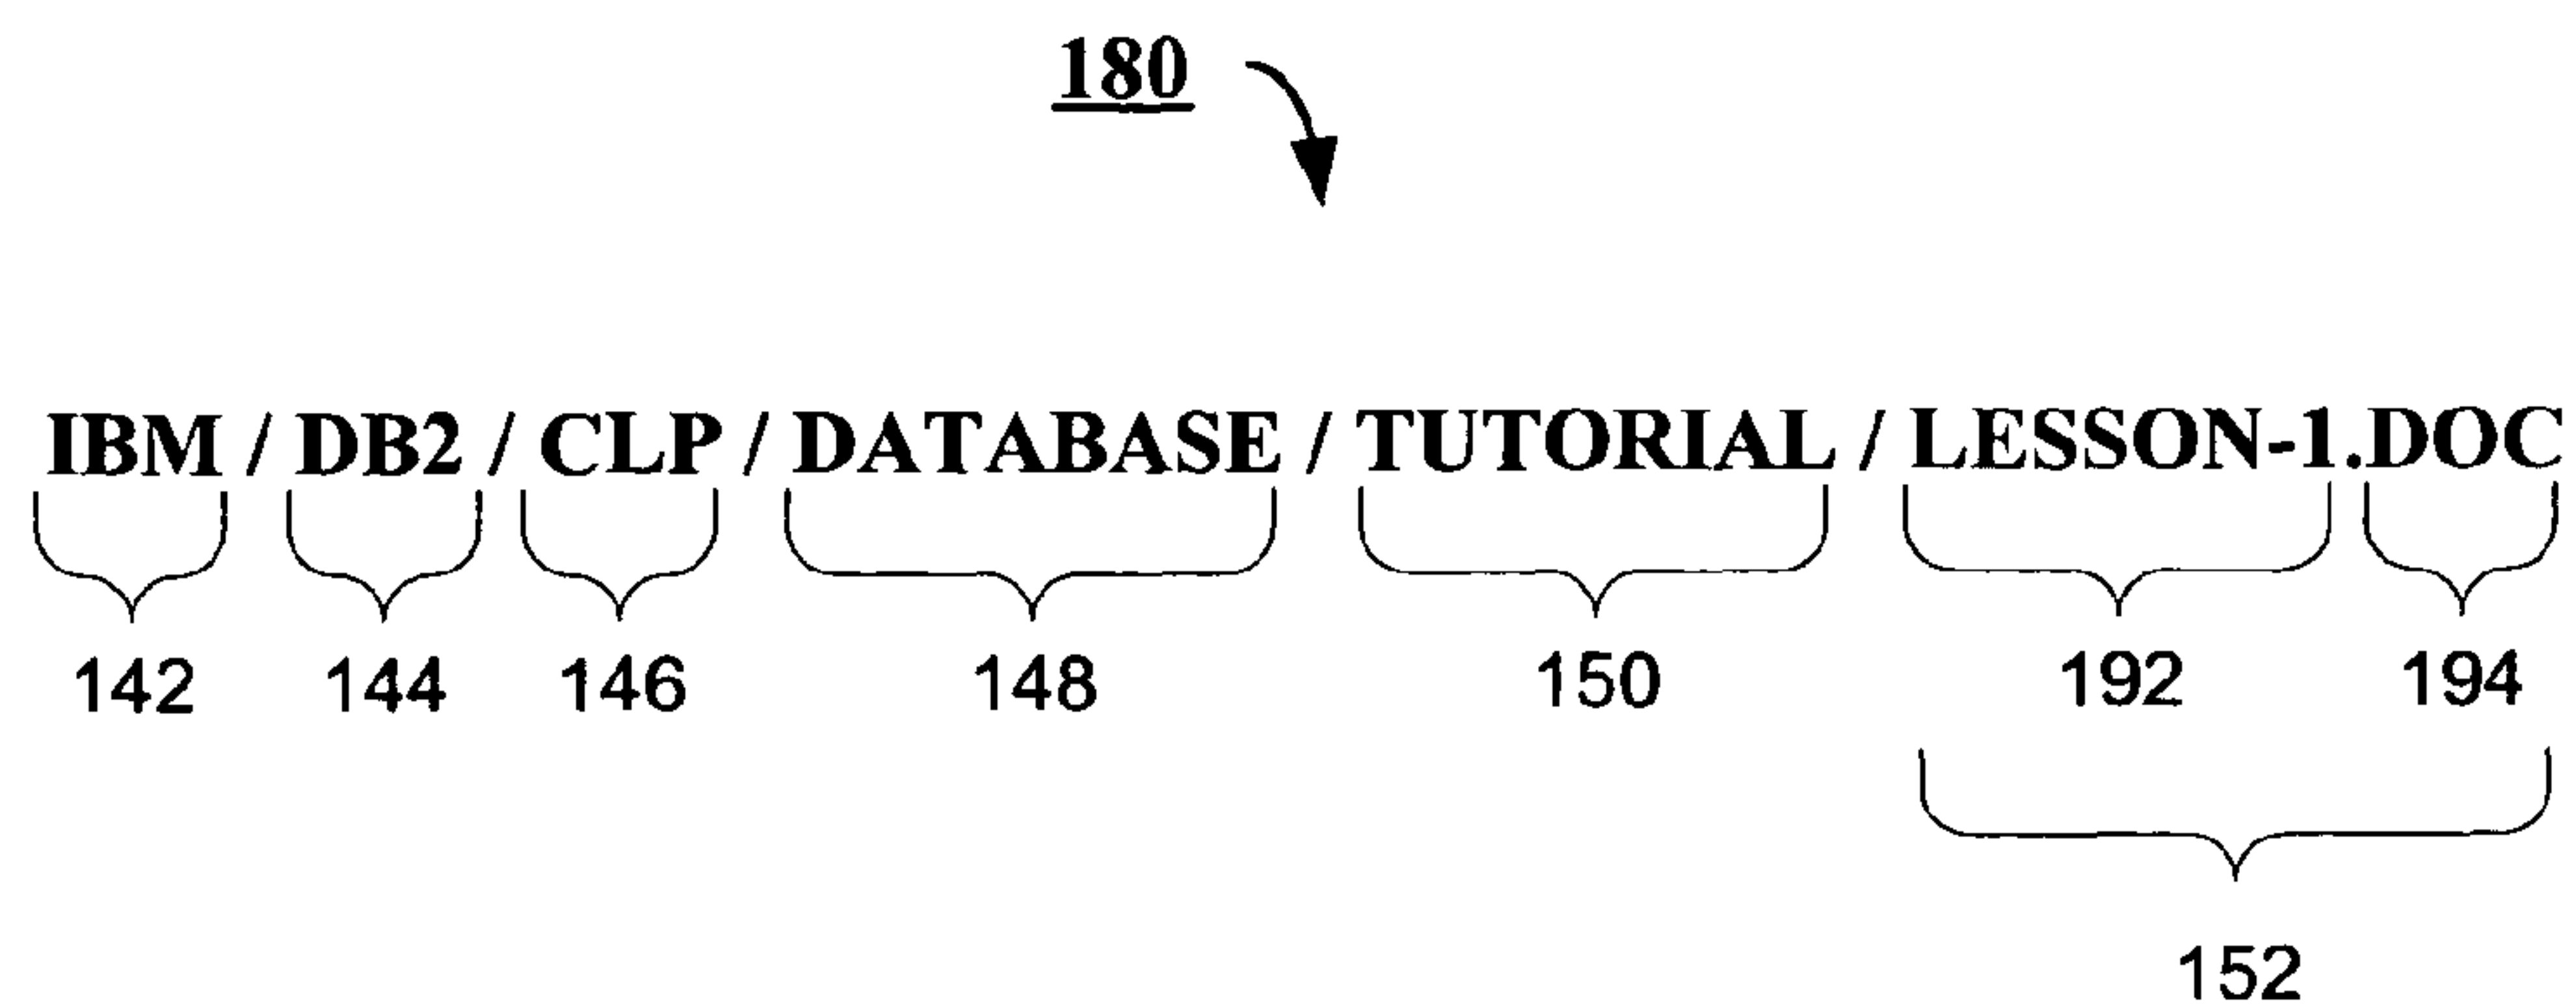 180
IBM / DB2 / CLP / DATABASE / TUTORIAL / LESSON-1.DOC
142 144 146 148 150 192 194
152